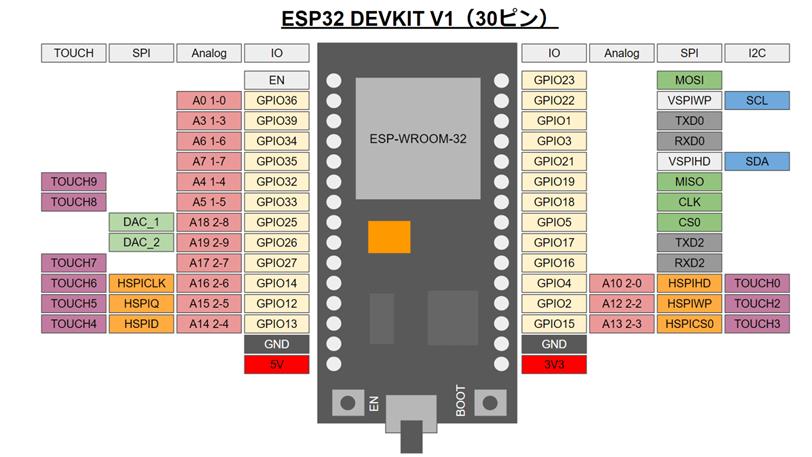 ESP32 DEVKIT V1（30ピン）
TOUCH SPI Analog IO IO Analog SPI I2C
EN GPIO23 MOSI
A0 1-0 GPIO36 GPIO22 VSPIWP SCL
A3 1-3 GPIO39 GPIO1 TXD0
A6 1-6 GPIO34 GPIO3 RXD0
A7 1-7 GPIO35 GPIO21 VSPIHD SDA
TOUCH9 A4 1-4 GPIO32 GPIO19 MISO
TOUCH8 A5 1-5 GPIO33 GPIO18 CLK
DAC_1 A18 2-8 GPIO25 GPIO5 CS0
DAC_2 A19 2-9 GPIO26 GPIO17 TXD2
TOUCH7 A17 2-7 GPIO27 GPIO16 RXD2
TOUCH6 HSPICLK A16 2-6 GPIO14 GPIO4 A10 2-0 HSPIHD TOUCH0
TOUCH5 HSPIQ A15 2-5 GPIO12 GPIO2 A12 2-2 HSPIWP TOUCH2
TOUCH4 HSPID A14 2-4 GPIO13 GPIO15 A13 2-3 HSPICS0 TOUCH3
GND GND
5V 3V3
ESP-WROOM-32
EN
BOOT